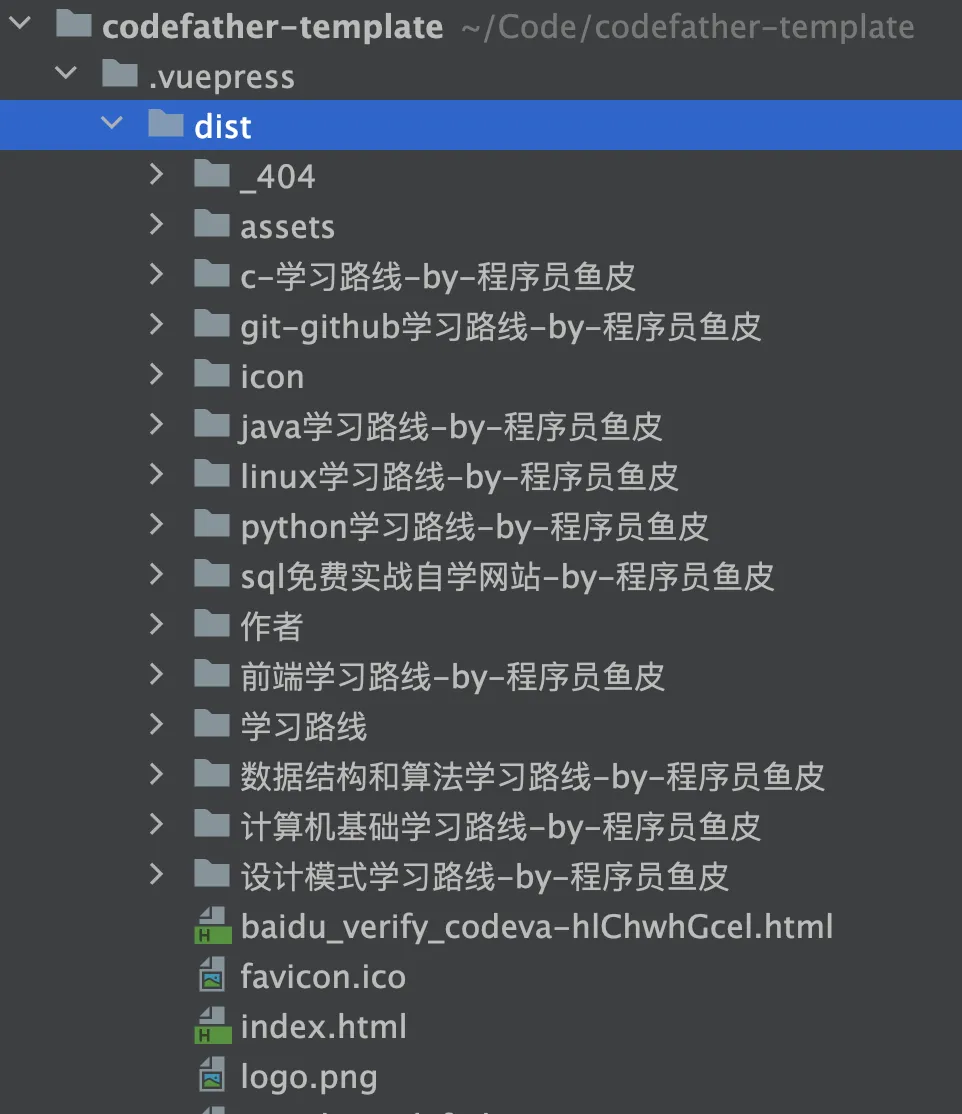 codefather-template ~/Code/codefather-template
.vuepress
dist
_404
assets
c-学习路线-by-程序员鱼皮
git-github学习路线-by-程序员鱼皮
icon
java学习路线-by-程序员鱼皮
linux学习路线-by-程序员鱼皮
python学习路线-by-程序员鱼皮
sql免费实战自学网站-by-程序员鱼皮
作者
前端学习路线-by-程序员鱼皮
学习路线
数据结构和算法学习路线-by-程序员鱼皮
计算机基础学习路线-by-程序员鱼皮
设计模式学习路线-by-程序员鱼皮
baidu_verify_codeva-hlChwhGcel.html
favicon.ico
index.html
logo.png